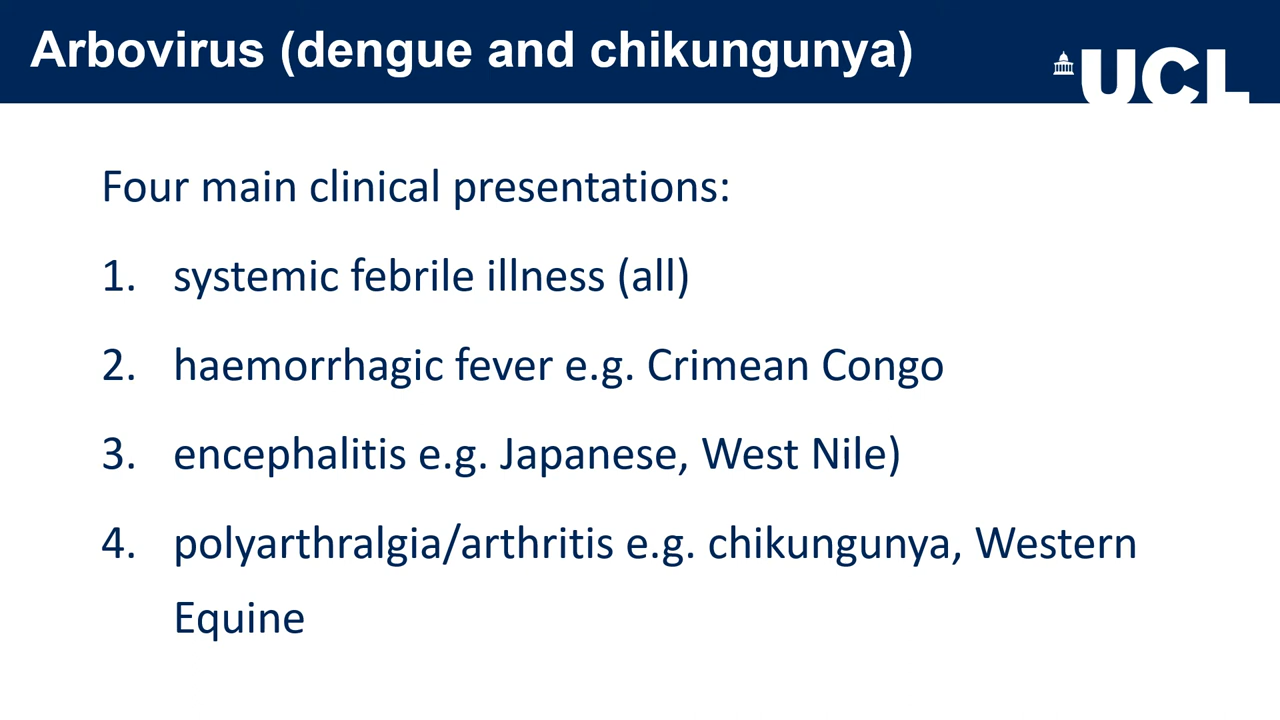 Arbovirus (dengue and chikungunya)
UCL
Four main clinical presentations:
1. systemic febrile illness (all)
2. haemorrhagic fever e.g. Crimean Congo
3. encephalitis e.g. Japanese, West Nile)
4. polyarthralgia/arthritis e.g. chikungunya, Western
Equine